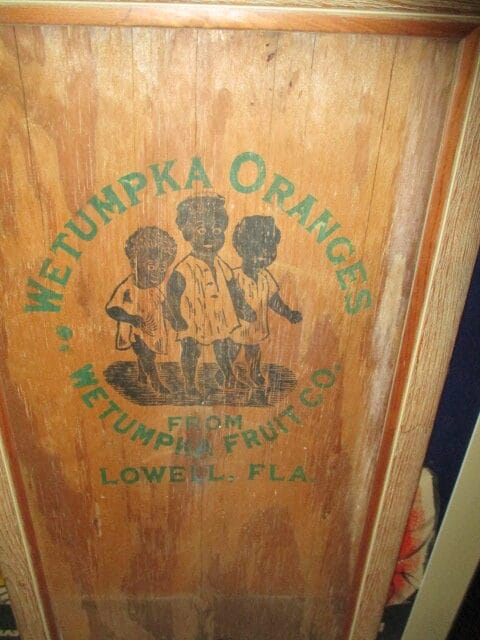 WETUMPKA ORANGES
FROM
WETUMPKA FRUIT CO.
LOWELL, FLA.